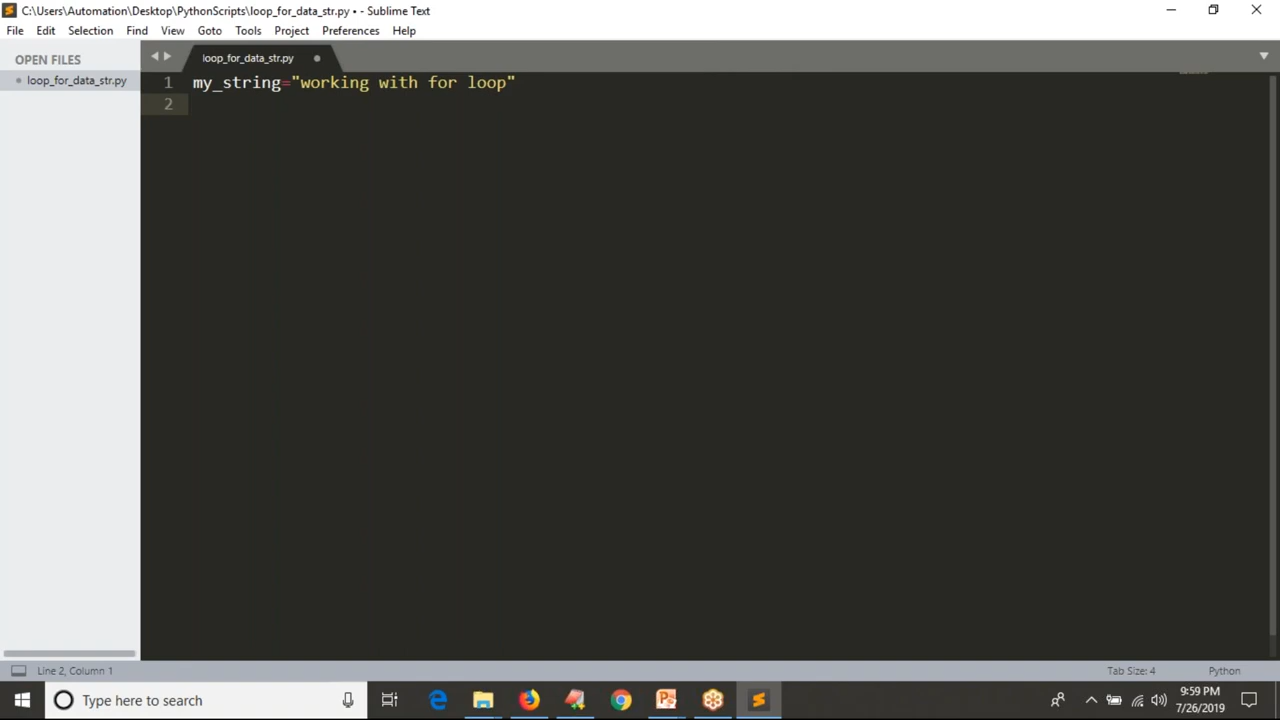 C:\Users\Automation\Desktop\PythonScripts\loop_for_data_str.py • - Sublime Text
File Edit Selection Find View Goto Tools Project Preferences Help
OPEN FILES
loop_for_data_str.py
loop_for_data_str.py
1 my_string="working with for loop"
2
Line 2, Column 1
Tab Size: 4
Python
Type here to search
9:59 PM
7/26/2019